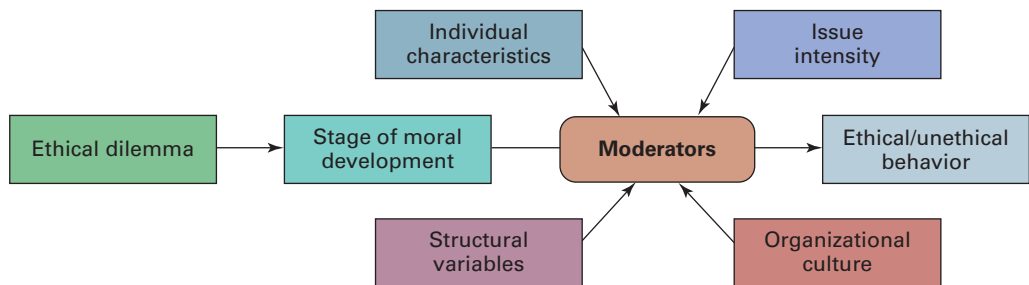 Individual
characteristics
Issue
intensity
Ethical dilemma
Stage of moral
development
Moderators
Ethical/unethical
behavior
Structural
variables
Organizational
culture